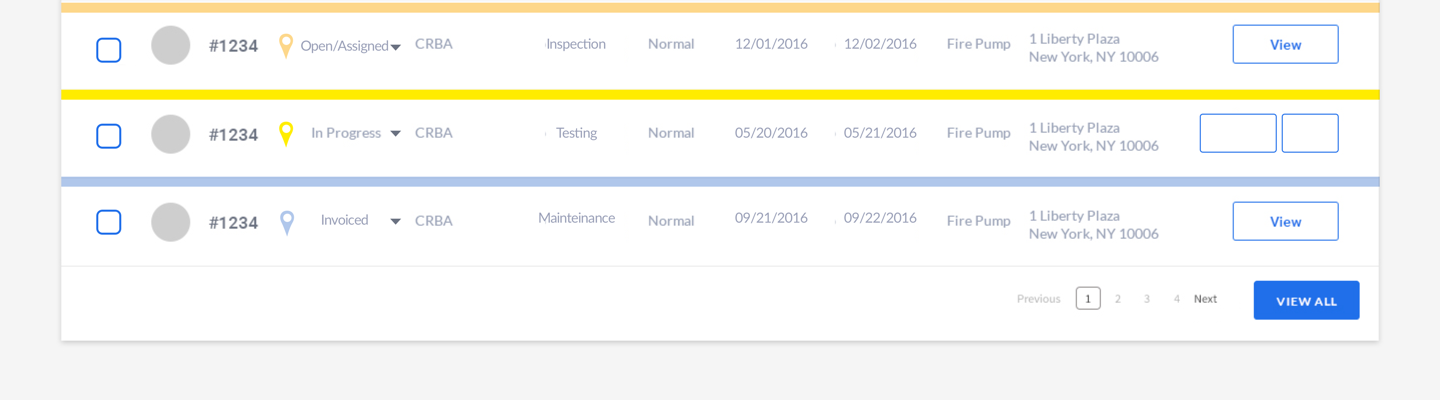 #1234 Open/Assigned CRBA Inspection Normal 12/01/2016 12/02/2016 Fire Pump 1 Liberty Plaza
New York, NY 10006 View
#1234 In Progress CRBA Testing Normal 05/20/2016 05/21/2016 Fire Pump 1 Liberty Plaza
New York, NY 10006
#1234 Invoiced CRBA Mainteinance Normal 09/21/2016 09/22/2016 Fire Pump 1 Liberty Plaza
New York, NY 10006 View
Previous 1 2 3 4 Next VIEW ALL